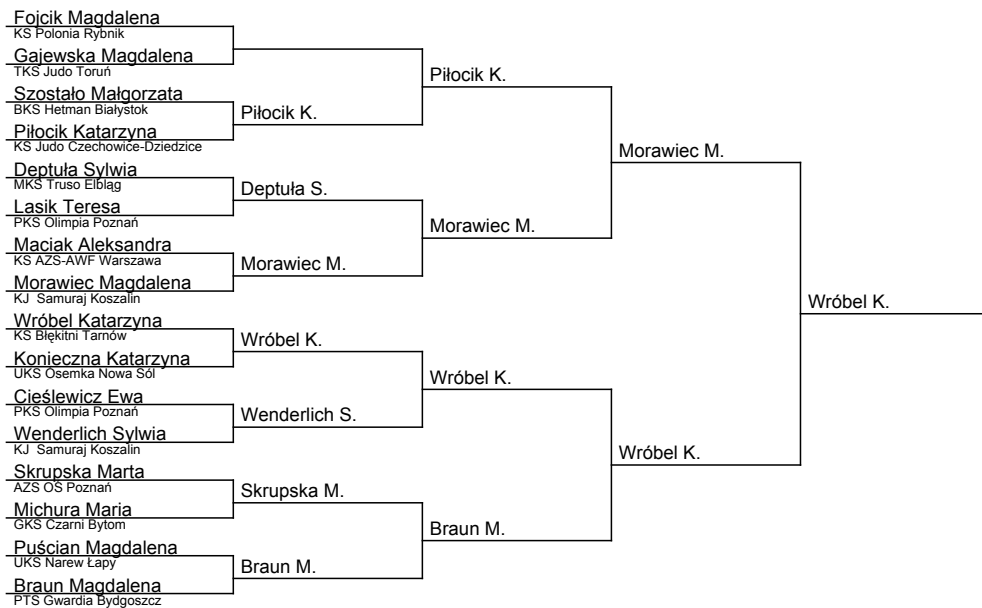 Fojcik Magdalena
KS Polonia Rybnik
Gajewska Magdalena
TKS Judo Toruń
Szostało Małgorzata
BKS Hetman Białystok
Piłocik Katarzyna
KS Judo Czechowice-Dziedzice
Deptuła Sylwia
MKS Truso Elbląg
Lasik Teresa
PKS Olimpia Poznań
Maciak Aleksandra
KS AZS-AWF Warszawa
Morawiec Magdalena
KJ Samuraj Koszalin
Wróbel Katarzyna
KS Błękitni Tarnów
Konieczna Katarzyna
UKS Ósemka Nowa Sól
Cieślewicz Ewa
PKS Olimpia Poznań
Wenderlich Sylwia
KJ Samuraj Koszalin
Skrupska Marta
AZS OŚ Poznań
Michura Maria
GKS Czarni Bytom
Puścian Magdalena
UKS Narew Łapy
Braun Magdalena
PTS Gwardia Bydgoszcz
Piłocik K.
Deptuła S.
Morawiec M.
Wróbel K.
Wenderlich S.
Skrupska M.
Braun M.
Piłocik K.
Morawiec M.
Wróbel K.
Braun M.
Morawiec M.
Wróbel K.
Wróbel K.